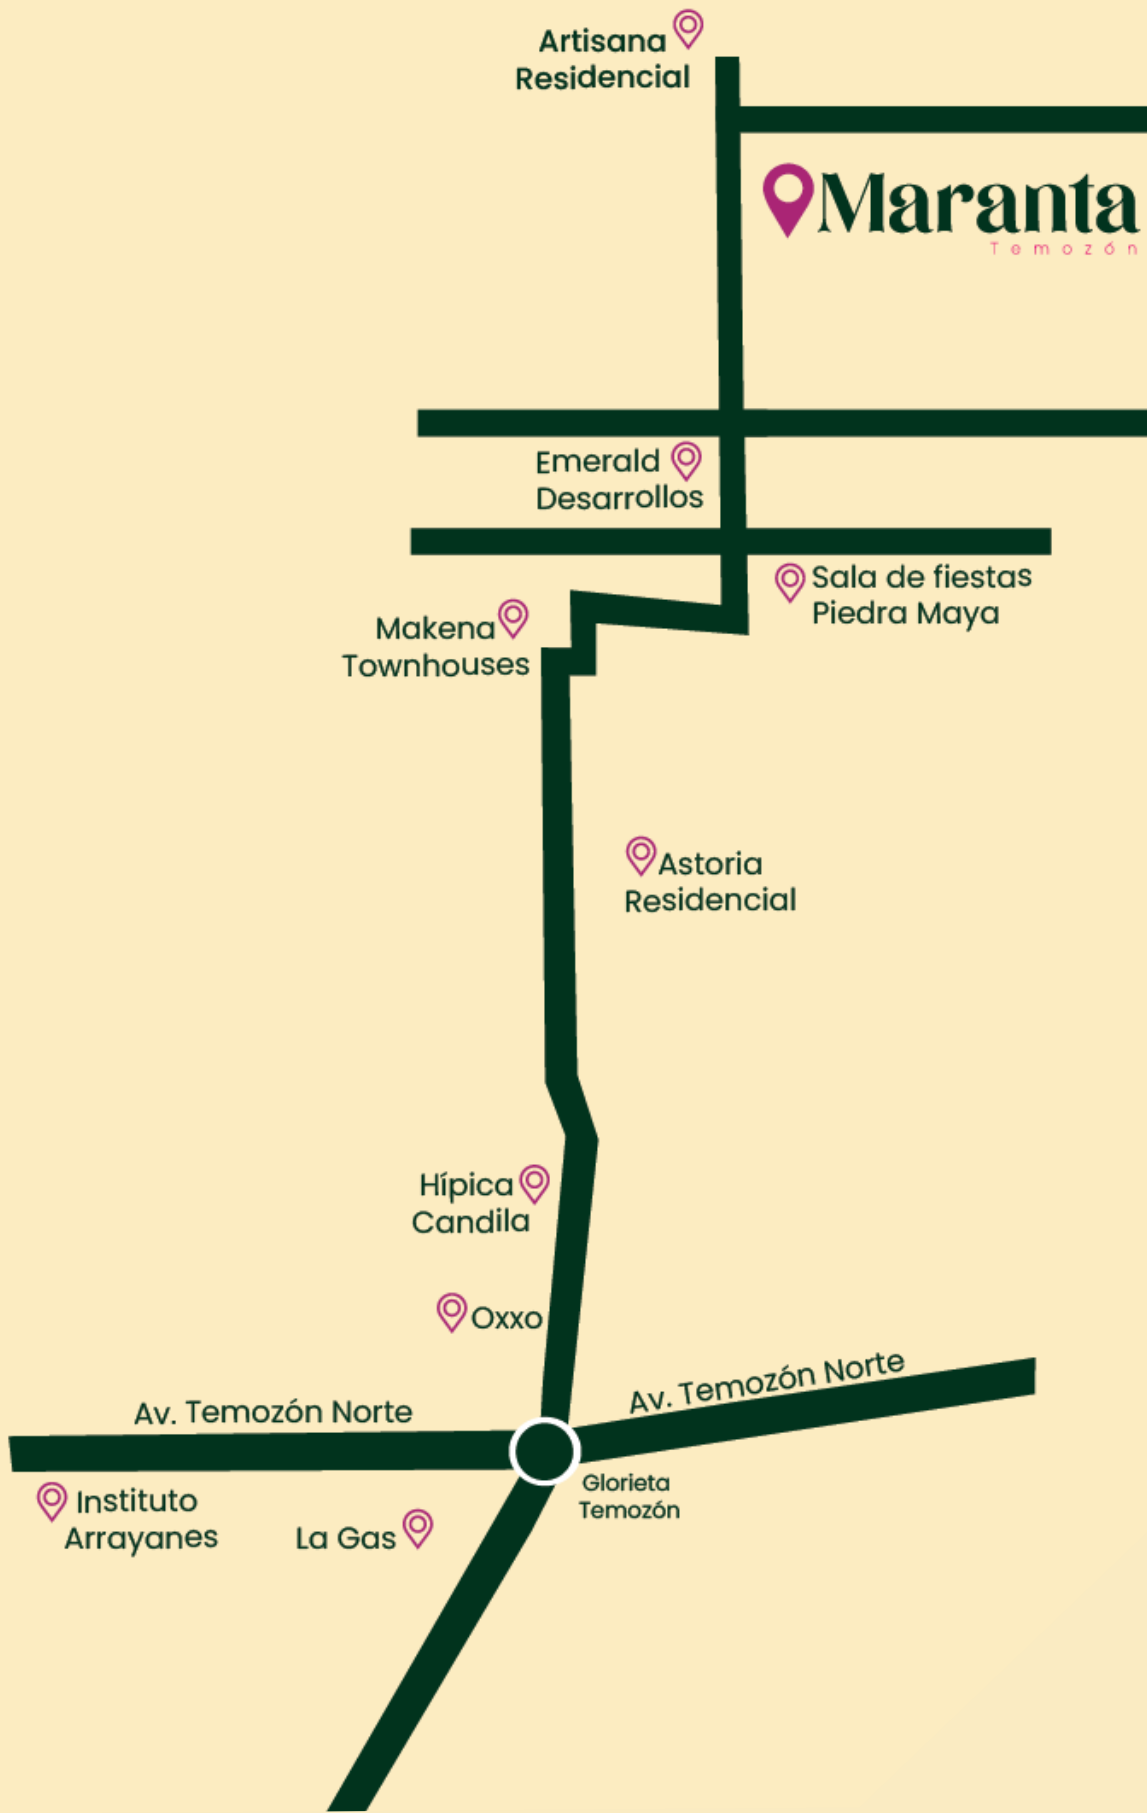 Artisana
Residencial
Maranta
Temozón
Emerald
Desarrollos
Sala de fiestas
Piedra Maya
Makena
Townhouses
Astoria
Residencial
Hípica
Candila
Oxxo
Av. Temozón Norte
Av. Temozón Norte
Glorieta
Temozón
Instituto
Arrayanes
La Gas